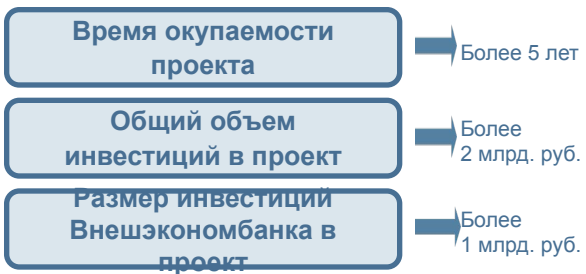 Время окупаемости
проекта
Более 5 лет
Общий объем
инвестиций в проект
Более
2 млрд. руб.
Размер инвестиций
Внешэкономбанка в
проект
Более
1 млрд. руб.